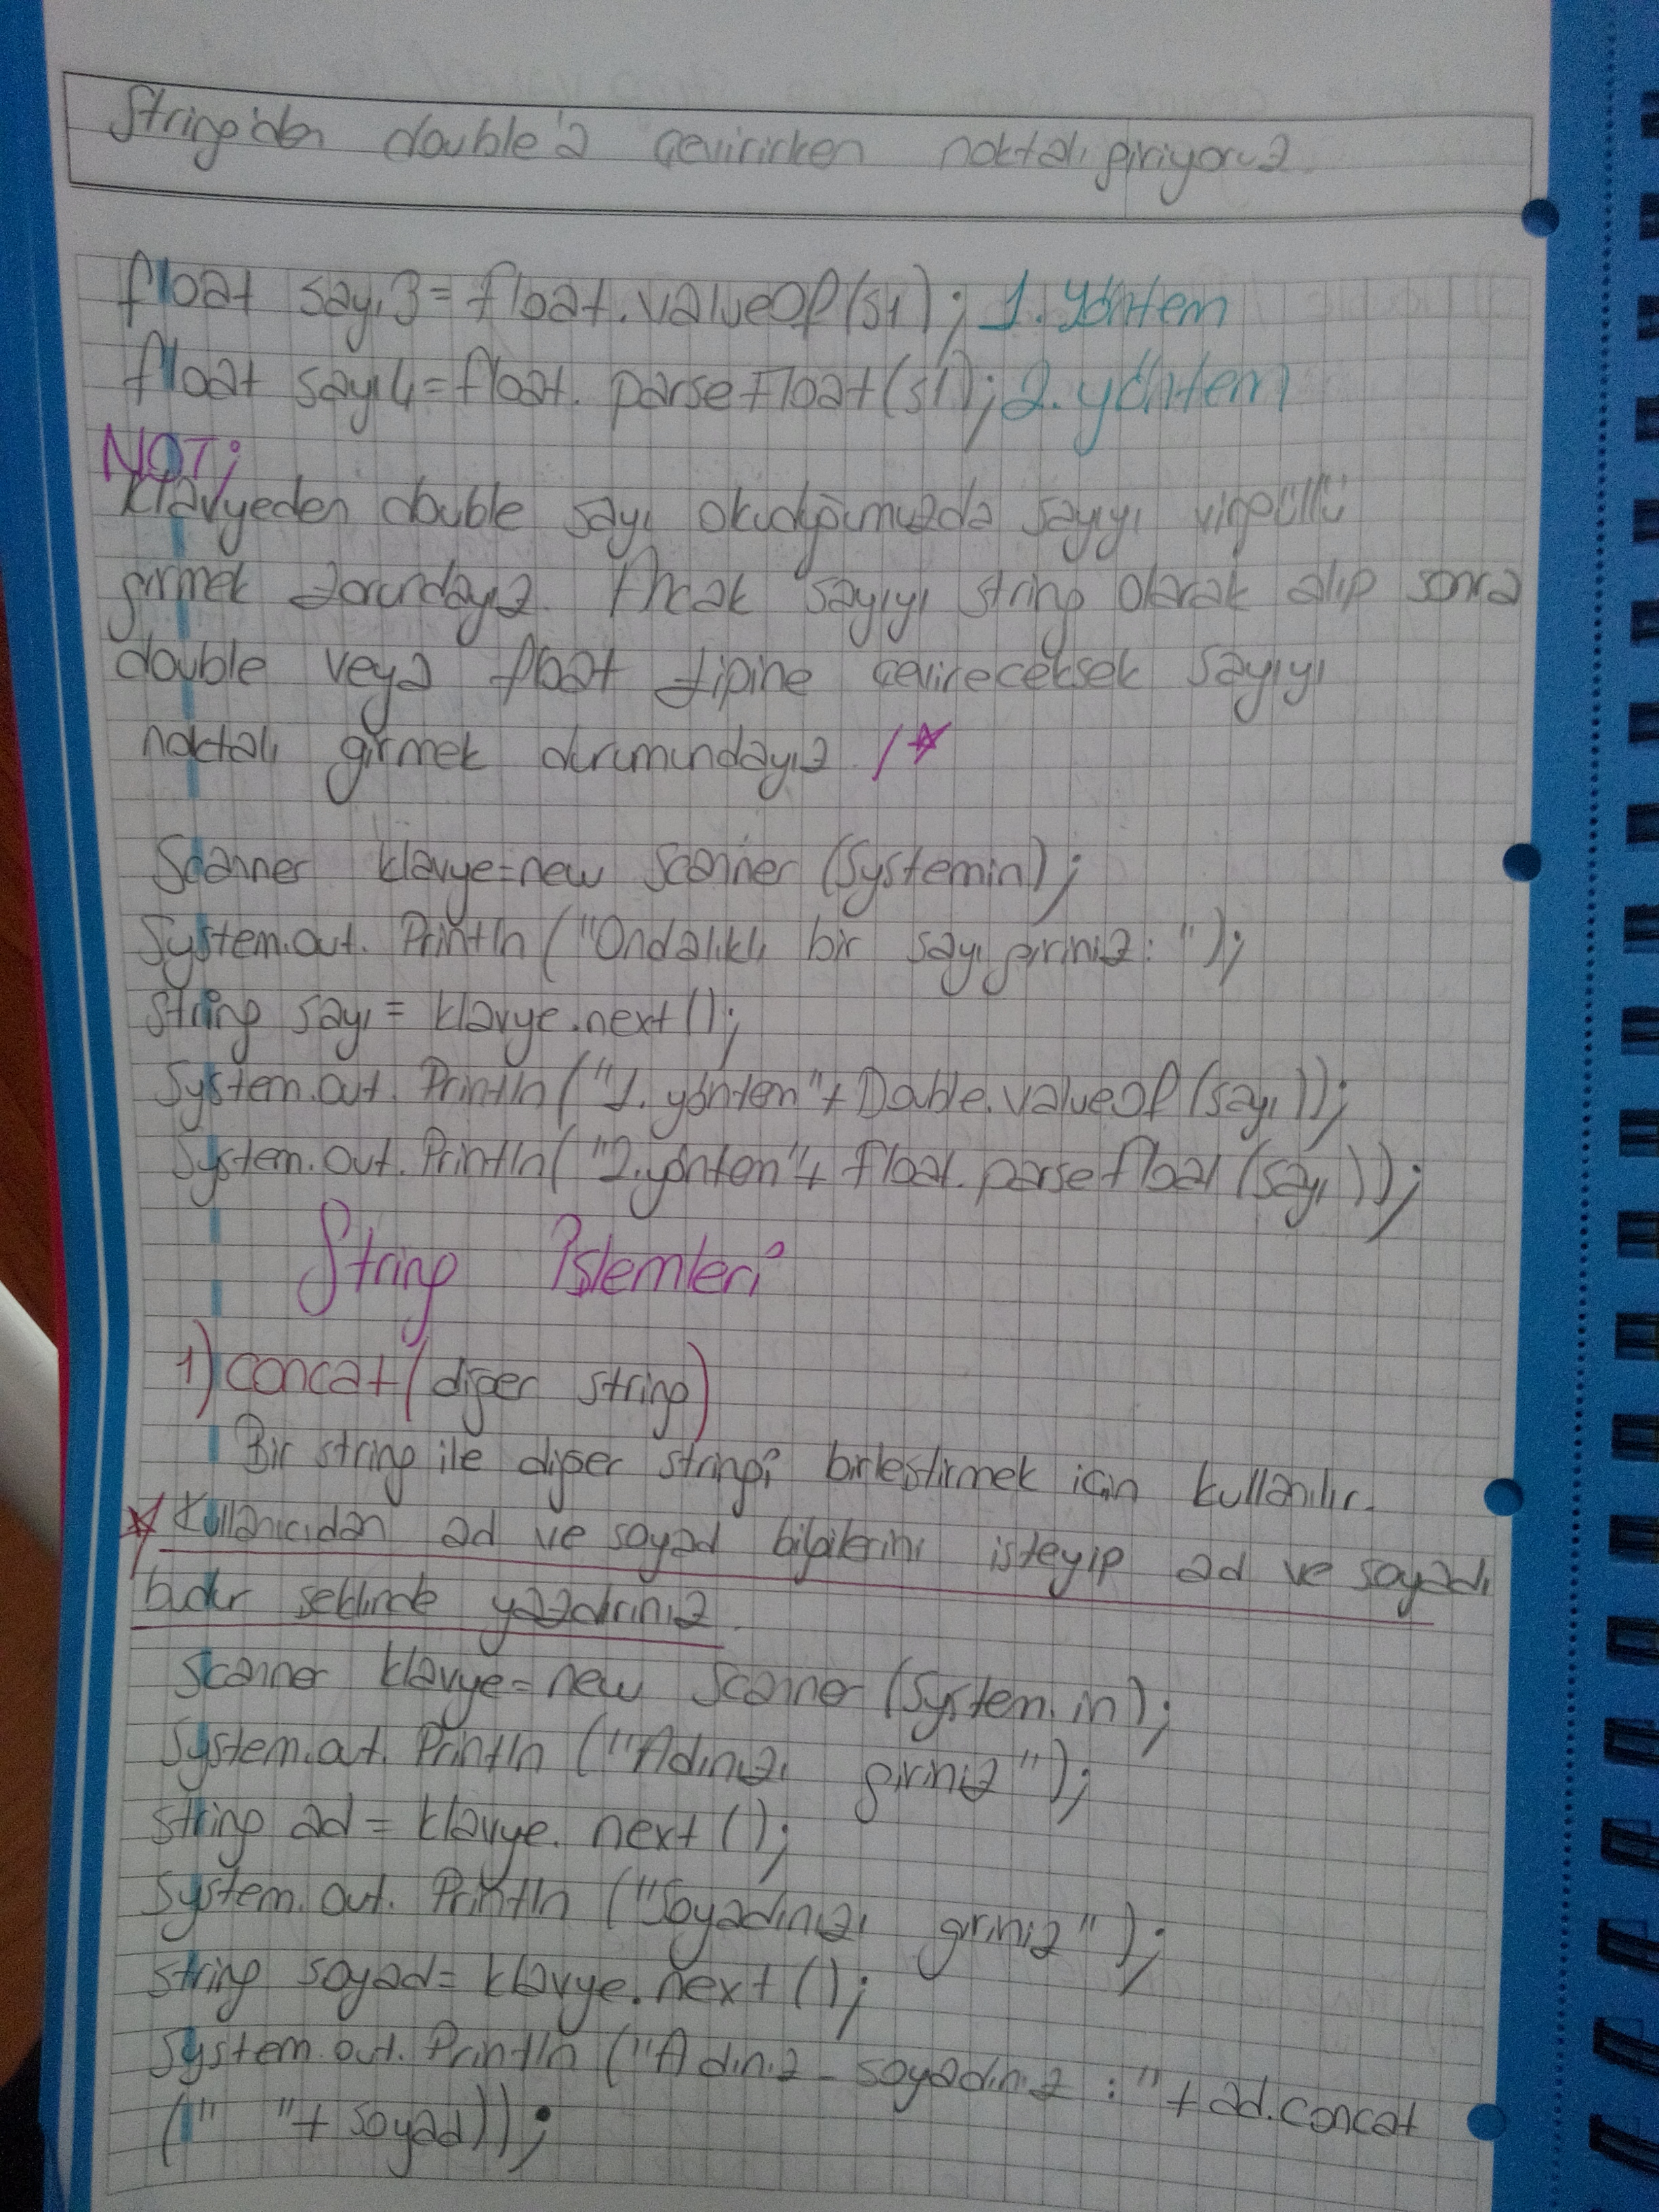 String'den double'a çevirirken noktalı giriyoruz
float sayı3=float.valueOf(s1); 1. yöntem
float sayı4=float. parseFloat(s1); 2. yöntem
NOT;
Klavyeden double sayı okuduğumuzda sayıyı virgüllü
girmek zorundayız. Ancak sayıyı string olarak alıp sonra
double veya float tipine çevireceksek sayıyı
noktalı girmek durumundayız /*
Scanner klavye=new Scanner (Systemin);
System.out. Println ("Ondalıklı bir sayı giriniz: ");
String sayı = klavye.next();
System.out. Println("1. yöntem"+Double.valueOf(sayı));
System.out.Println("2.yöntem"+ float.parsefloat(sayı));
String İşlemleri
1) concat(diğer string)
Bir string ile diğer stringi birleştirmek için kullanılır.
Kullanıcıdan ad ve soyad bilgilerini isteyip ad ve soyadı
budur şeklinde yazdırınız.
Scanner klavye=new Scanner (System.in);
System.out. Println ("Adınızı giriniz");
string ad = klavye. next ();
System.out. Println ("Soyadınızı giriniz");
string soyad= klavye.next ();
System.out. Println ("Adınız - soyadınız : "+ ad.concat
(" "+ soyad));